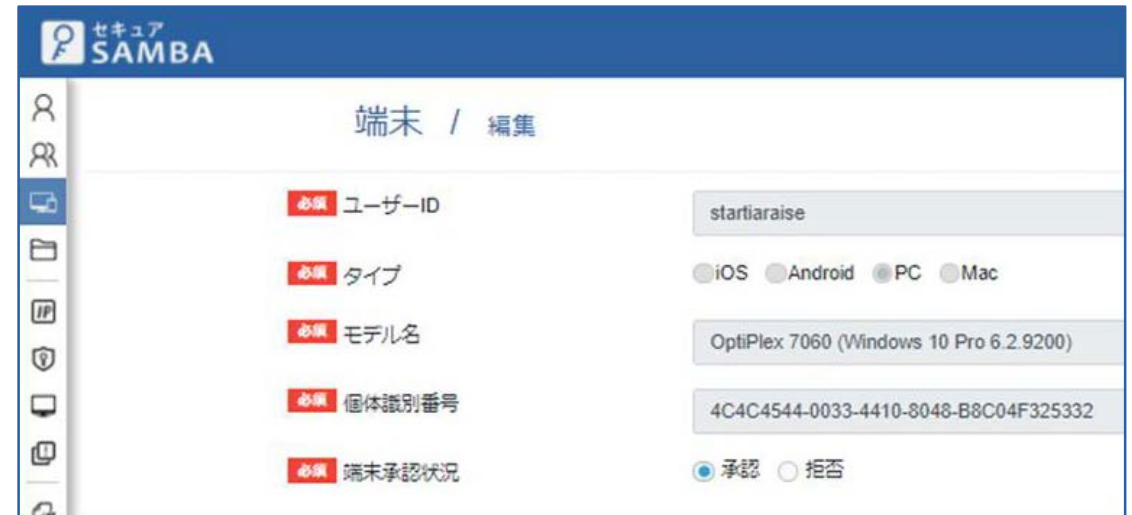 セキュア
SAMBA
端末 / 編集
必須 ユーザーID startiaraise
必須 タイプ iOS Android PC Mac
必須 モデル名 OptiPlex 7060 (Windows 10 Pro 6.2.9200)
必須 個体識別番号 4C4C4544-0033-4410-8048-B8C04F325332
必須 端末承認状況 承認 拒否
IP